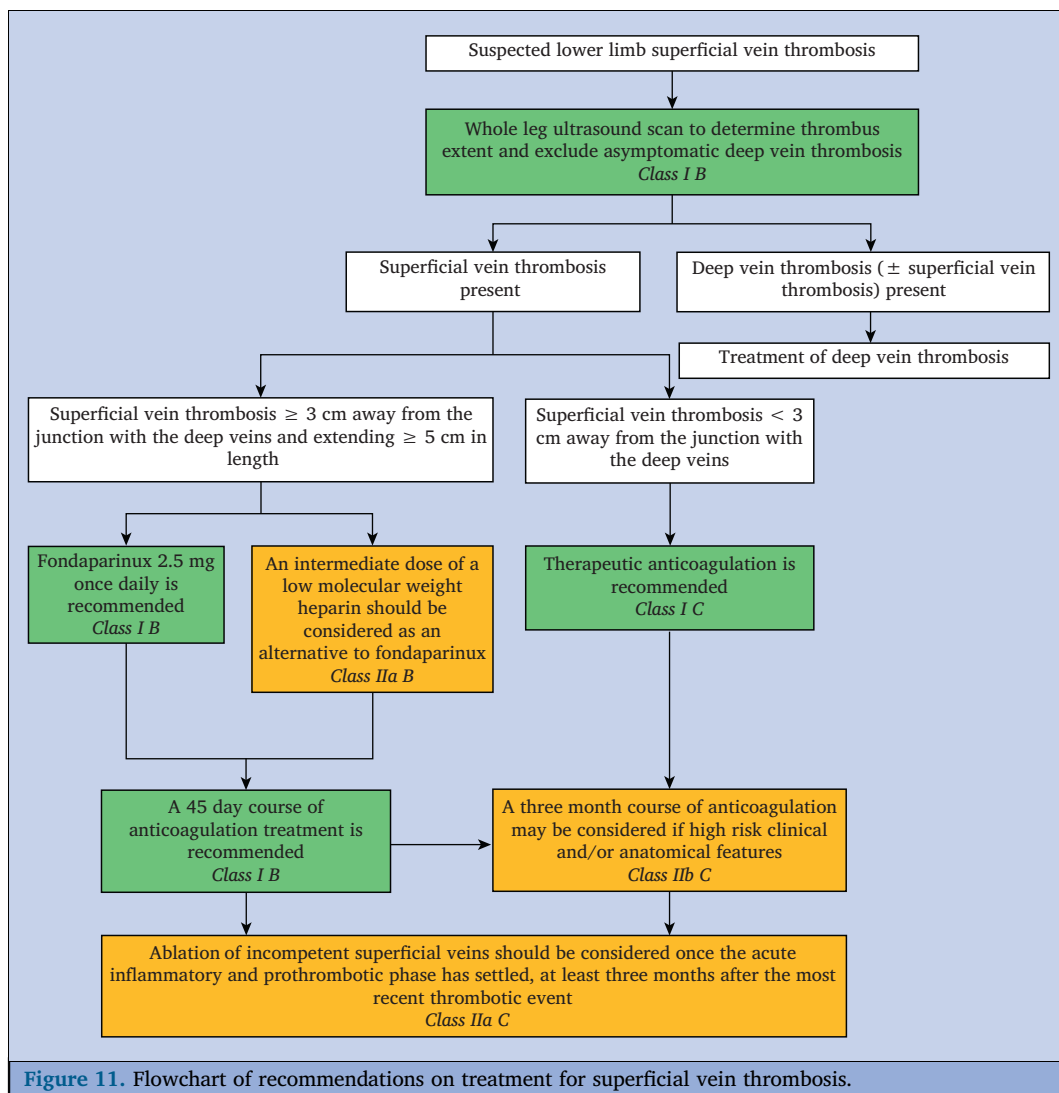 Suspected lower limb superficial vein thrombosis
Whole leg ultrasound scan to determine thrombus
extent and exclude asymptomatic deep vein thrombosis
Class I B
Superficial vein thrombosis
present
Deep vein thrombosis (± superficial vein
thrombosis) present
Treatment of deep vein thrombosis
Superficial vein thrombosis ≥ 3 cm away from the
junction with the deep veins and extending ≥ 5 cm in
length
Superficial vein thrombosis < 3
cm away from the junction with
the deep veins
Fondaparinux 2.5 mg
once daily is
recommended
Class I B
An intermediate dose of a
low molecular weight
heparin should be
considered as an
alternative to fondaparinux
Class IIa B
Therapeutic anticoagulation is
recommended
Class I C
A 45 day course of
anticoagulation treatment is
recommended
Class I B
A three month course of anticoagulation
may be considered if high risk clinical
and/or anatomical features
Class IIb C
Ablation of incompetent superficial veins should be considered once the acute
inflammatory and prothrombotic phase has settled, at least three months after the most
recent thrombotic event
Class IIa C
Figure 11. Flowchart of recommendations on treatment for superficial vein thrombosis.